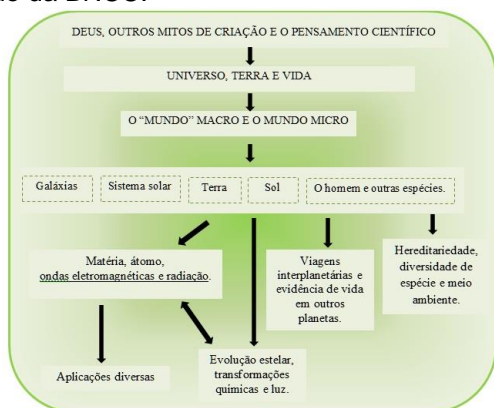 DEUS, OUTROS MITOS DE CRIAÇÃO E O PENSAMENTO CIENTÍFICO
UNIVERSO, TERRA E VIDA
O “MUNDO” MACRO E O MUNDO MICRO
Galáxias
Sistema solar
Terra
Sol
O homem e outras espécies.
Matéria, átomo,
ondas eletromagnéticas e radiação.
Viagens
interplanetárias e
evidência de vida
em outros
planetas.
Hereditariedade,
diversidade de
espécie e meio
ambiente.
Aplicações diversas
Evolução estelar,
transformações
químicas e luz.